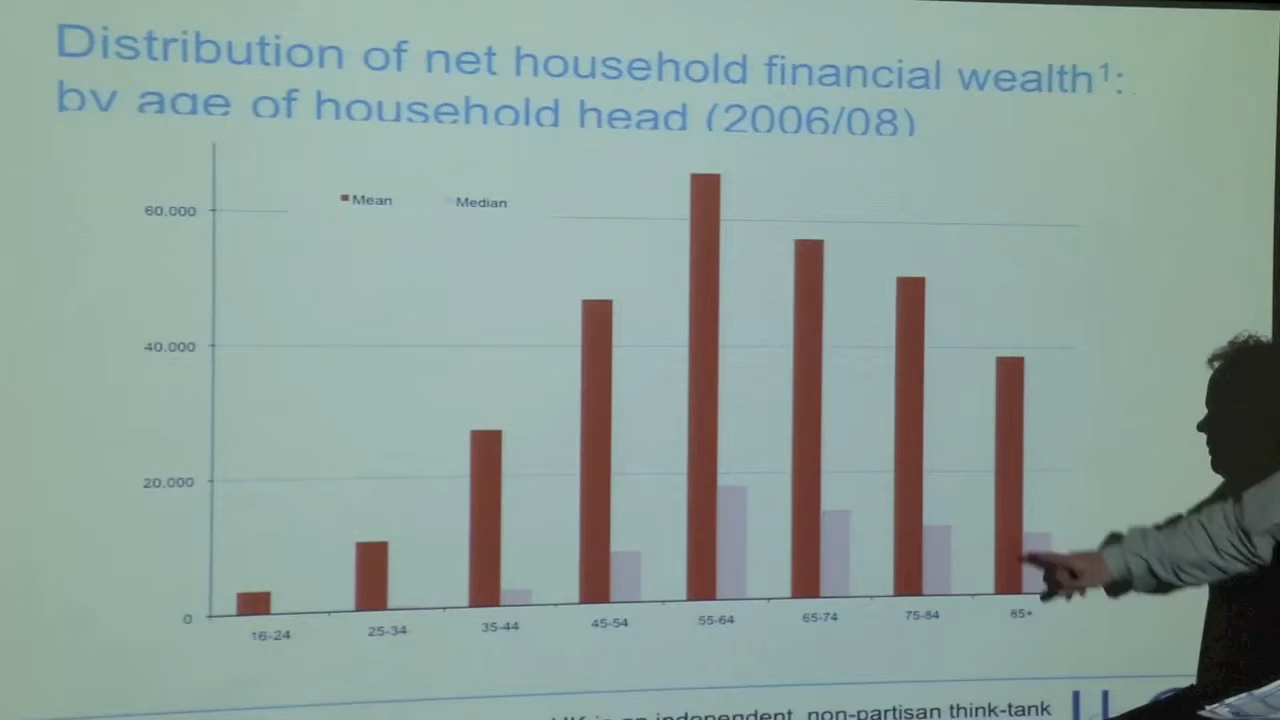 Distribution of net household financial wealth¹:
by age of household head (2006/08)
Mean Median
60.000
40.000
20.000
0
16-24 25-34 35-44 45-54 55-64 65-74 75-84 85+
is an independent, non-partisan think-tank